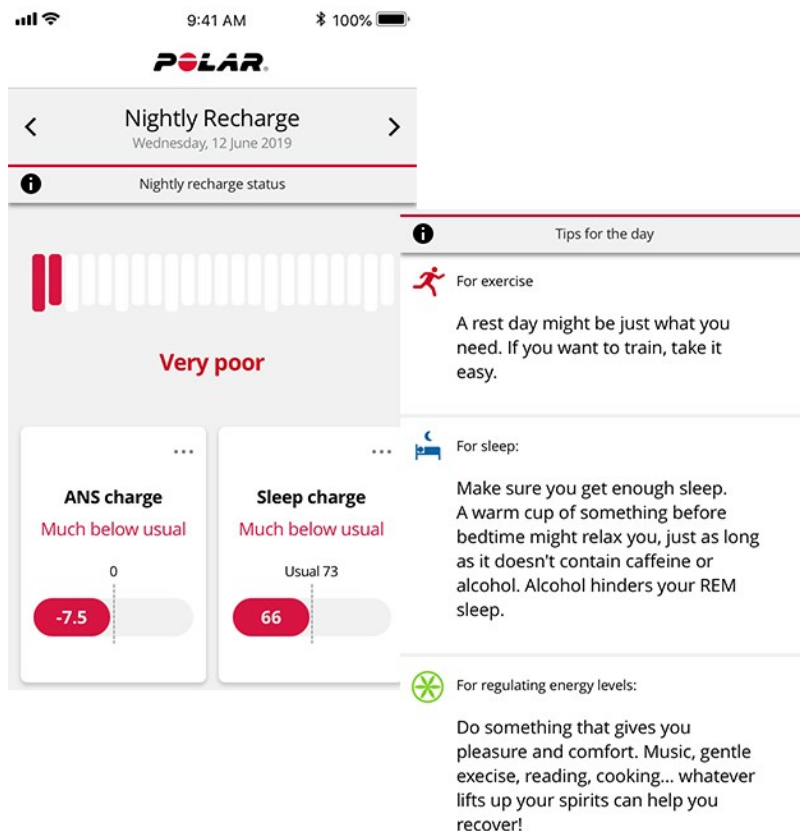 9:41 AM
100%
POLAR
Nightly Recharge
Wednesday, 12 June 2019
Nightly recharge status
Very poor
ANS charge
Much below usual
0
-7.5
Sleep charge
Much below usual
Usual 73
66
Tips for the day
For exercise
A rest day might be just what you
need. If you want to train, take it
easy.
For sleep:
Make sure you get enough sleep.
A warm cup of something before
bedtime might relax you, just as long
as it doesn't contain caffeine or
alcohol. Alcohol hinders your REM
sleep.
For regulating energy levels:
Do something that gives you
pleasure and comfort. Music, gentle
execise, reading, cooking... whatever
lifts up your spirits can help you
recover!